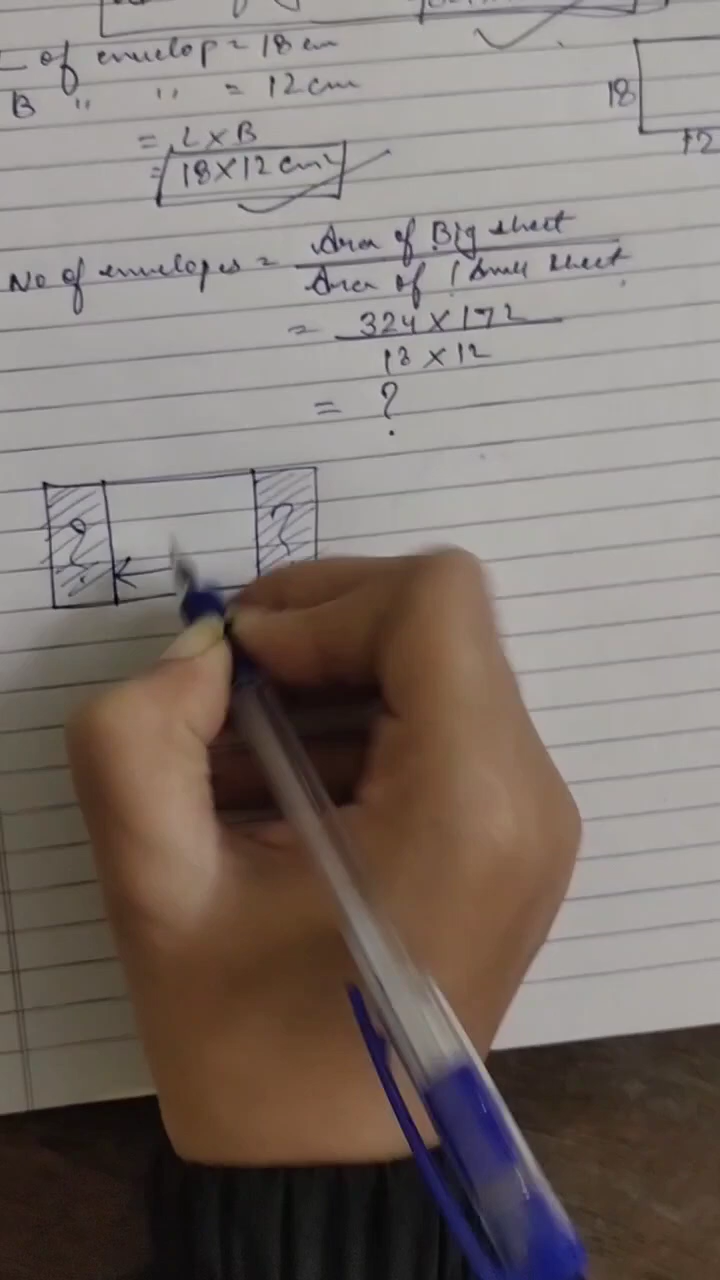 L of envelop = 18 cm
B " " = 12 cm
= L × B
= 18 × 12 cm²
18
12
No of envelopes = Area of Big sheet
Area of 1 small sheet
= 324 × 172
18 × 12
= ?
? ?